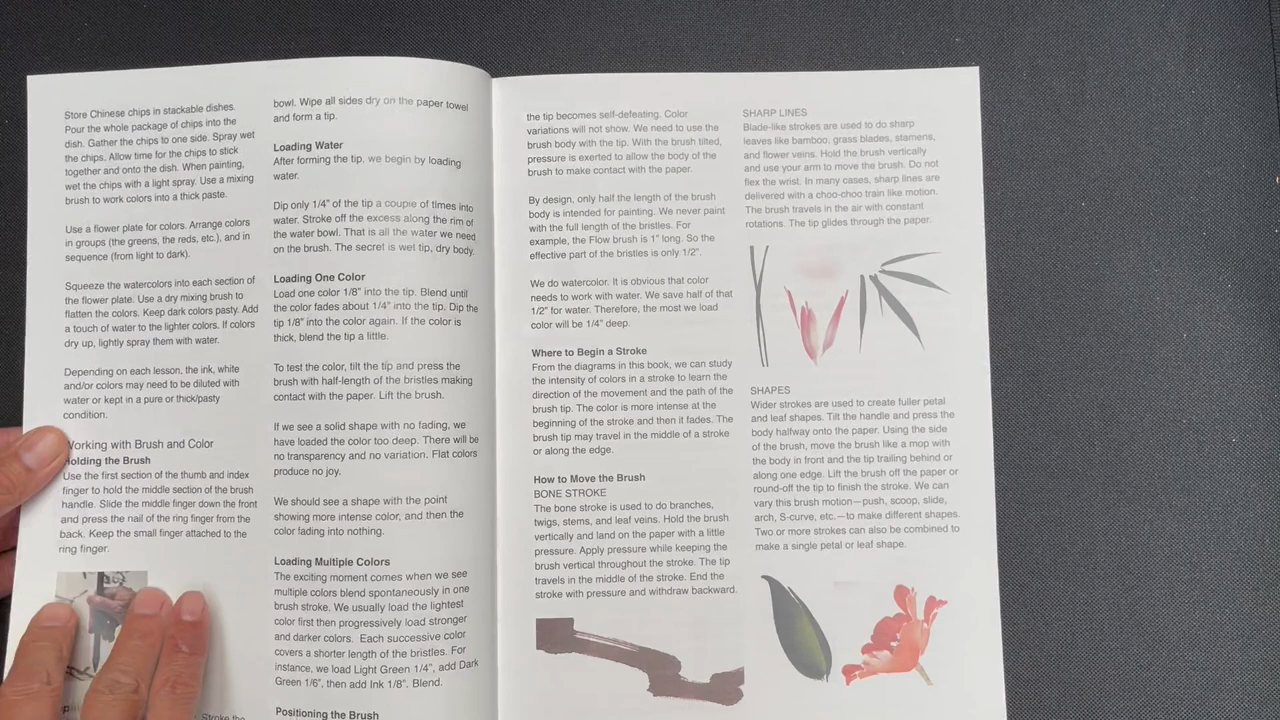 Store Chinese chips in stackable dishes.
Pour the whole package of chips into the
dish. Gather the chips to one side. Spray wet
the chips. Allow time for the chips to stick
together and onto the dish. When painting,
wet the chips with a light spray. Use a mixing
brush to work colors into a thick paste.
Use a flower plate for colors. Arrange colors
in groups (the greens, the reds, etc.), and in
sequence (from light to dark).
Squeeze the watercolors into each section of
the flower plate. Use a dry mixing brush to
flatten the colors. Keep dark colors pasty. Add
a touch of water to the lighter colors. If colors
dry up, lightly spray them with water.
Depending on each lesson, the ink, white
and/or colors may need to be diluted with
water or kept in a pure or thick/pasty
condition.
Working with Brush and Color
Holding the Brush
Use the first section of the thumb and index
finger to hold the middle section of the brush
handle. Slide the middle finger down the front
and press the nail of the ring finger from the
back. Keep the small finger attached to the
ring finger.
Stroke the
bowl. Wipe all sides dry on the paper towel
and form a tip.
Loading Water
After forming the tip, we begin by loading
water.
Dip only 1/4" of the tip a couple of times into
water. Stroke off the excess along the rim of
the water bowl. That is all the water we need
on the brush. The secret is wet tip, dry body.
Loading One Color
Load one color 1/8" into the tip. Blend until
the color fades about 1/4" into the tip. Dip the
tip 1/8" into the color again. If the color is
thick, blend the tip a little.
To test the color, tilt the tip and press the
brush with half-length of the bristles making
contact with the paper. Lift the brush.
If we see a solid shape with no fading, we
have loaded the color too deep. There will be
no transparency and no variation. Flat colors
produce no joy.
We should see a shape with the point
showing more intense color, and then the
color fading into nothing.
Loading Multiple Colors
The exciting moment comes when we see
multiple colors blend spontaneously in one
brush stroke. We usually load the lightest
color first then progressively load stronger
and darker colors. Each successive color
covers a shorter length of the bristles. For
instance, we load Light Green 1/4", add Dark
Green 1/6", then add Ink 1/8". Blend.
Positioning the Brush
the tip becomes self-defeating. Color
variations will not show. We need to use the
brush body with the tip. With the brush tilted,
pressure is exerted to allow the body of the
brush to make contact with the paper.
By design, only half the length of the brush
body is intended for painting. We never paint
with the full length of the bristles. For
example, the Flow brush is 1" long. So the
effective part of the bristles is only 1/2".
We do watercolor. It is obvious that color
needs to work with water. We save half of that
1/2" for water. Therefore, the most we load
color will be 1/4" deep.
Where to Begin a Stroke
From the diagrams in this book, we can study
the intensity of colors in a stroke to learn the
direction of the movement and the path of the
brush tip. The color is more intense at the
beginning of the stroke and then it fades. The
brush tip may travel in the middle of a stroke
or along the edge.
How to Move the Brush
BONE STROKE
The bone stroke is used to do branches,
twigs, stems, and leaf veins. Hold the brush
vertically and land on the paper with a little
pressure. Apply pressure while keeping the
brush vertical throughout the stroke. The tip
travels in the middle of the stroke. End the
stroke with pressure and withdraw backward.
SHARP LINES
Blade-like strokes are used to do sharp
leaves like bamboo, grass blades, stamens,
and flower veins. Hold the brush vertically
and use your arm to move the brush. Do not
flex the wrist. In many cases, sharp lines are
delivered with a choo-choo train like motion.
The brush travels in the air with constant
rotations. The tip glides through the paper.
SHAPES
Wider strokes are used to create fuller petal
and leaf shapes. Tilt the handle and press the
body halfway onto the paper. Using the side
of the brush, move the brush like a mop with
the body in front and the tip trailing behind or
along one edge. Lift the brush off the paper or
round-off the tip to finish the stroke. We can
vary this brush motion—push, scoop, slide,
arch, S-curve, etc.—to make different shapes.
Two or more strokes can also be combined to
make a single petal or leaf shape.